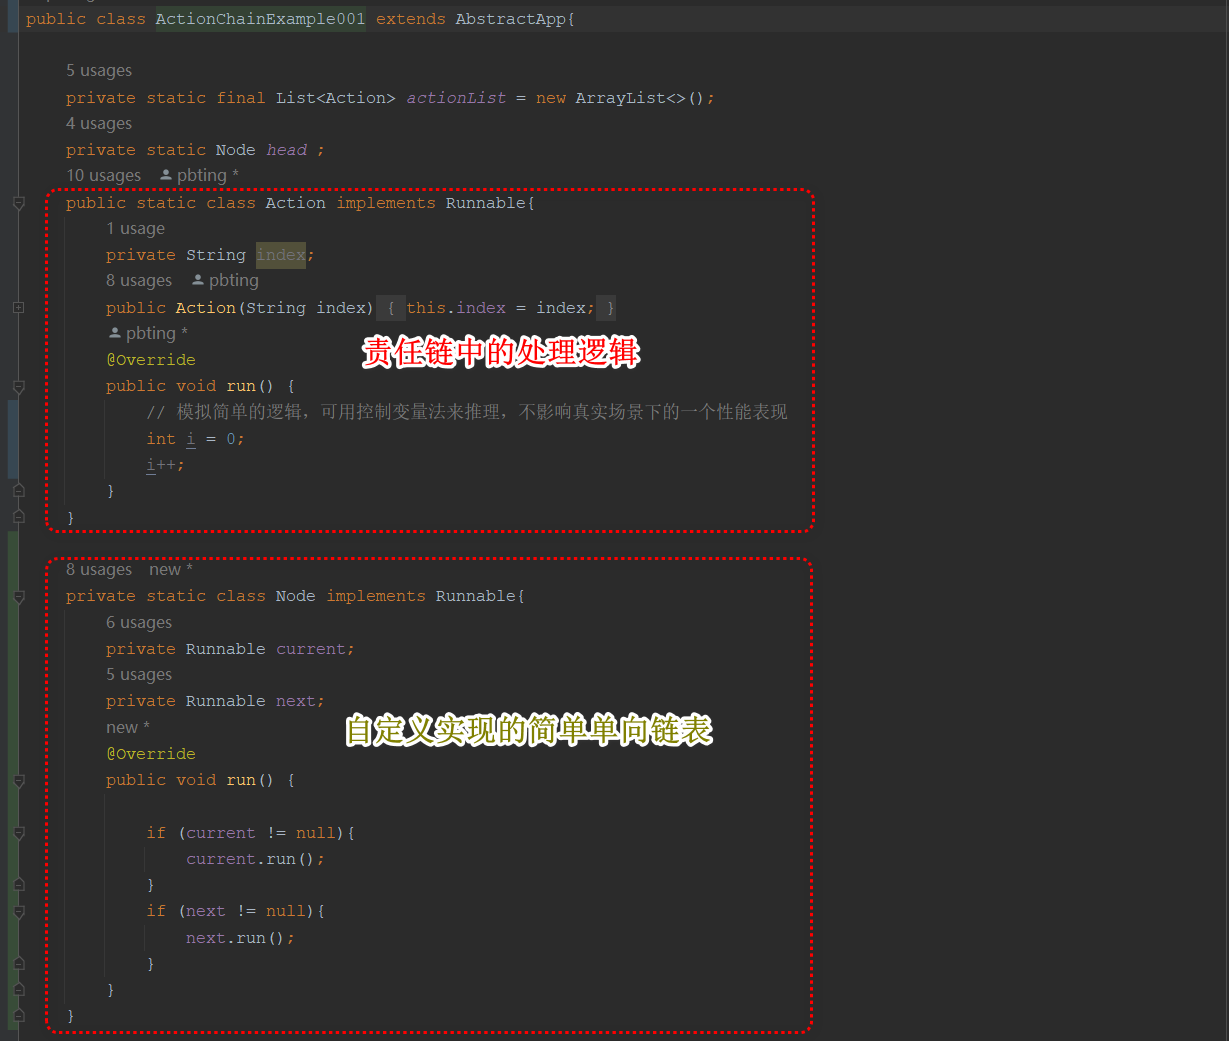 public class ActionChainExample001 extends AbstractApp{
5 usages
private static final List<Action> actionList = new ArrayList<>();
4 usages
private static Node head ;
10 usages pbting *
public static class Action implements Runnable{
1 usage
private String index;
8 usages pbting
public Action(String index) { this.index = index; }
pbting *
责任链中的处理逻辑
@Override
public void run() {
// 模拟简单的逻辑，可用控制变量法来推理，不影响真实场景下的一个性能表现
int i = 0;
i++;
}
}
8 usages new *
private static class Node implements Runnable{
6 usages
private Runnable current;
5 usages
private Runnable next;
new *
自定义实现的简单单向链表
@Override
public void run() {
if (current != null){
current.run();
}
if (next != null){
next.run();
}
}
}